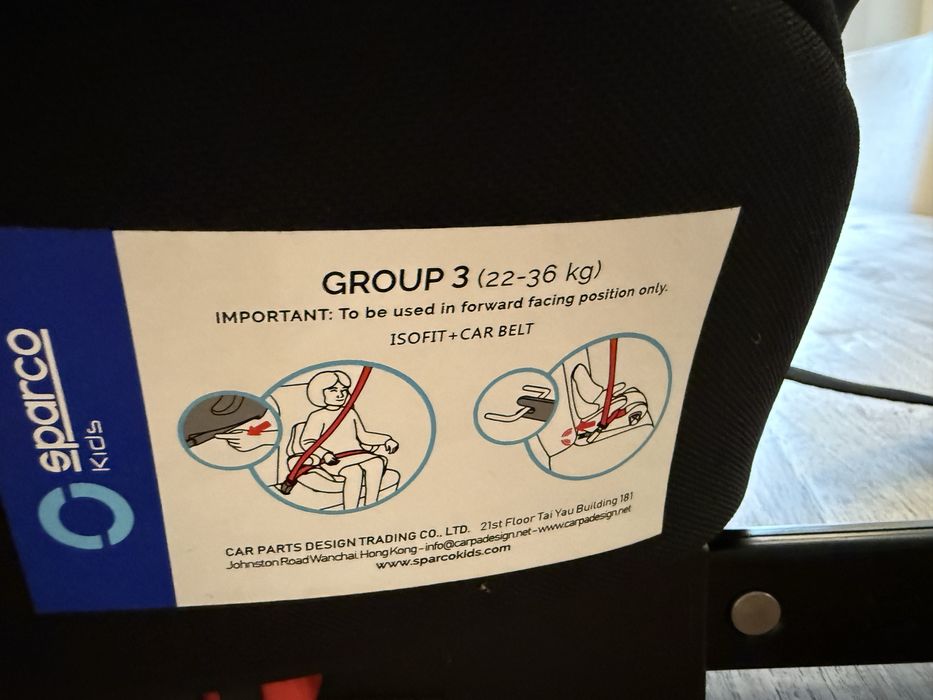 sparco
kids
GROUP 3 (22-36 kg)
IMPORTANT: To be used in forward facing position only.
ISOFIT+CAR BELT
CAR PARTS DESIGN TRADING CO., LTD. 21st Floor Tai Yau Building 181
Johnston Road Wanchai, Hong Kong - info@carpadesign.net - www.carpadesign.net
www.sparcokids.com